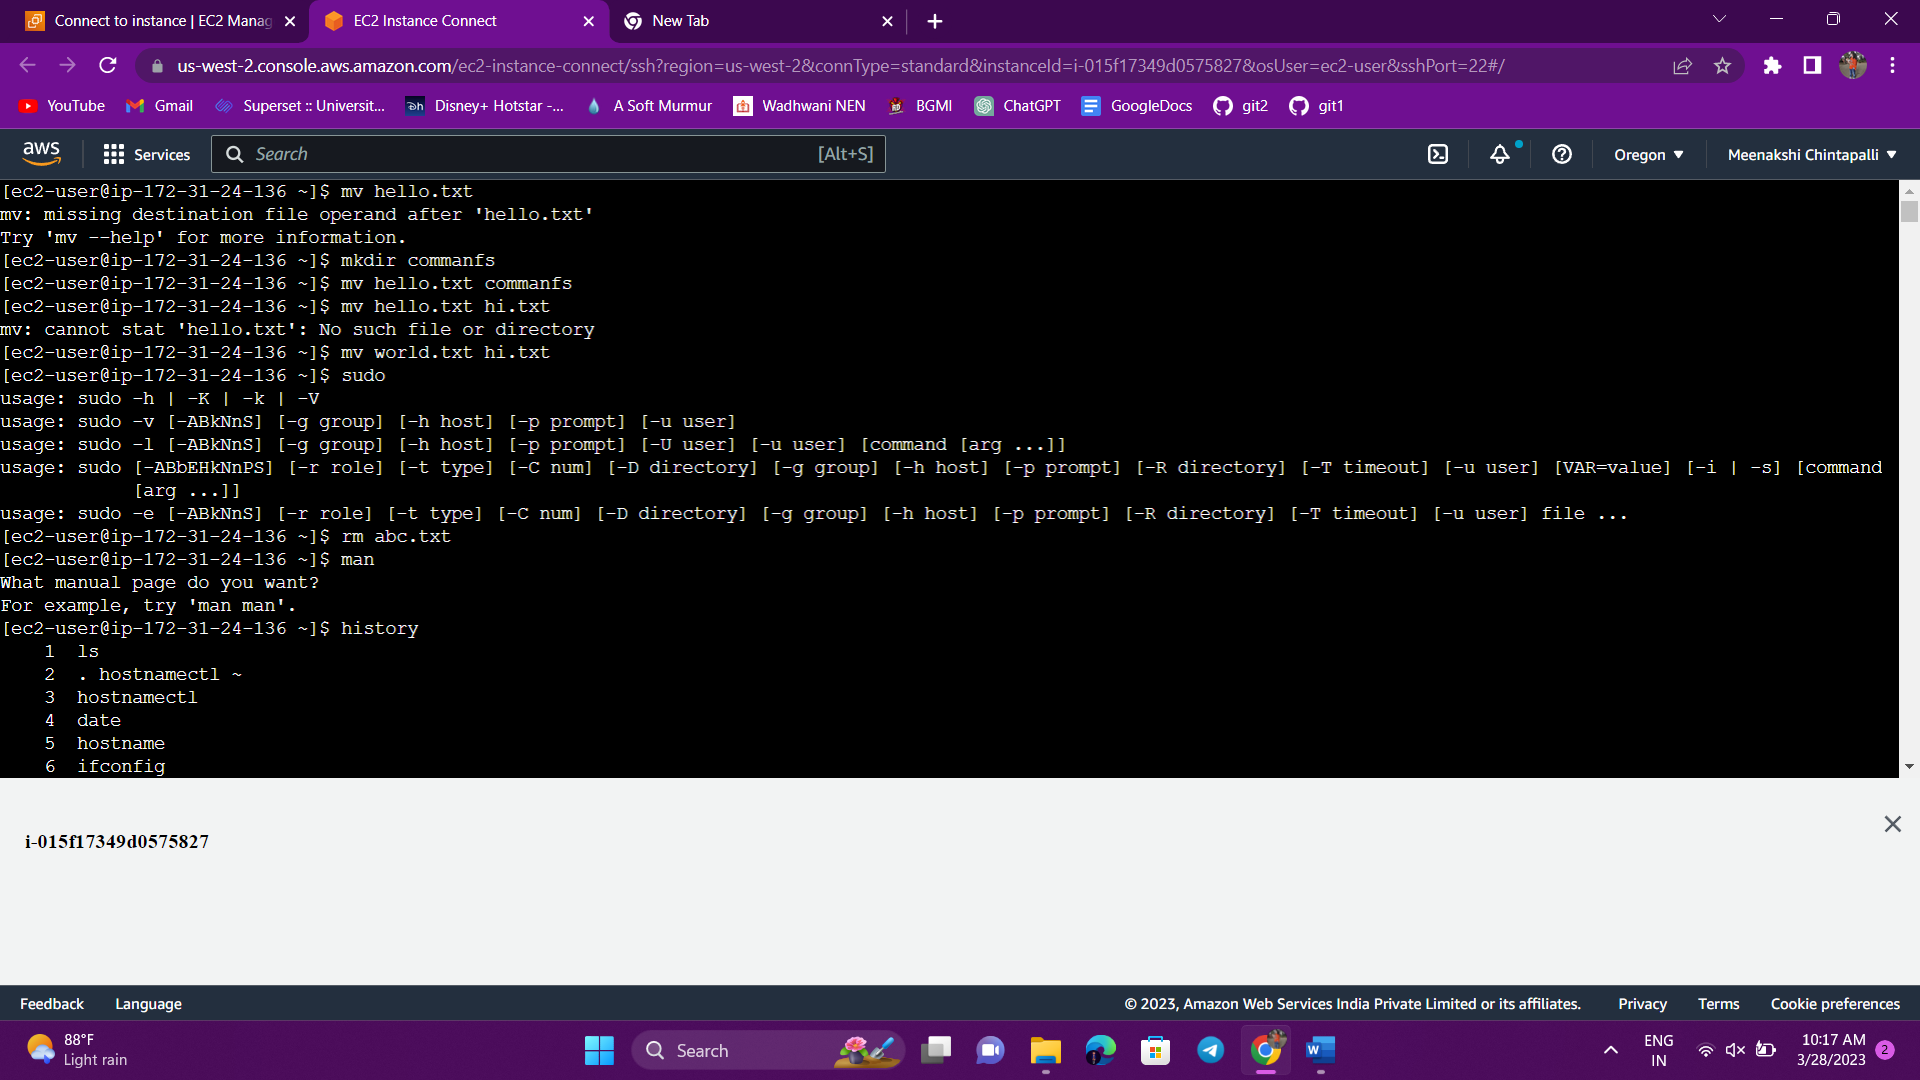 Connect to instance | EC2 Manag
EC2 Instance Connect
New Tab
us-west-2.console.aws.amazon.com/ec2-instance-connect/ssh?region=us-west-2&connType=standard&instanceId=i-015f17349d0575827&osUser=ec2-user&sshPort=22#/
YouTube Gmail Superset :: Universit... Disney+ Hotstar -... A Soft Murmur Wadhwani NEN BGMI ChatGPT GoogleDocs git2 git1
aws Services Search [Alt+S] Oregon Meenakshi Chintapalli
[ec2-user@ip-172-31-24-136 ~]$ mv hello.txt
mv: missing destination file operand after 'hello.txt'
Try 'mv --help' for more information.
[ec2-user@ip-172-31-24-136 ~]$ mkdir commanfs
[ec2-user@ip-172-31-24-136 ~]$ mv hello.txt commanfs
[ec2-user@ip-172-31-24-136 ~]$ mv hello.txt hi.txt
mv: cannot stat 'hello.txt': No such file or directory
[ec2-user@ip-172-31-24-136 ~]$ mv world.txt hi.txt
[ec2-user@ip-172-31-24-136 ~]$ sudo
usage: sudo -h | -K | -k | -V
usage: sudo -v [-ABkNnS] [-g group] [-h host] [-p prompt] [-u user]
usage: sudo -l [-ABkNnS] [-g group] [-h host] [-p prompt] [-U user] [-u user] [command [arg ...]]
usage: sudo [-ABbEHkNnPS] [-r role] [-t type] [-C num] [-D directory] [-g group] [-h host] [-p prompt] [-R directory] [-T timeout] [-u user] [VAR=value] [-i | -s] [command
[arg ...]]
usage: sudo -e [-ABkNnS] [-r role] [-t type] [-C num] [-D directory] [-g group] [-h host] [-p prompt] [-R directory] [-T timeout] [-u user] file ...
[ec2-user@ip-172-31-24-136 ~]$ rm abc.txt
[ec2-user@ip-172-31-24-136 ~]$ man
What manual page do you want?
For example, try 'man man'.
[ec2-user@ip-172-31-24-136 ~]$ history
1 ls
2 . hostnamectl ~
3 hostnamectl
4 date
5 hostname
6 ifconfig
i-015f17349d0575827
Feedback Language © 2023, Amazon Web Services India Private Limited or its affiliates. Privacy Terms Cookie preferences
88°F
Light rain
Search
ENG
IN
10:17 AM
3/28/2023
2